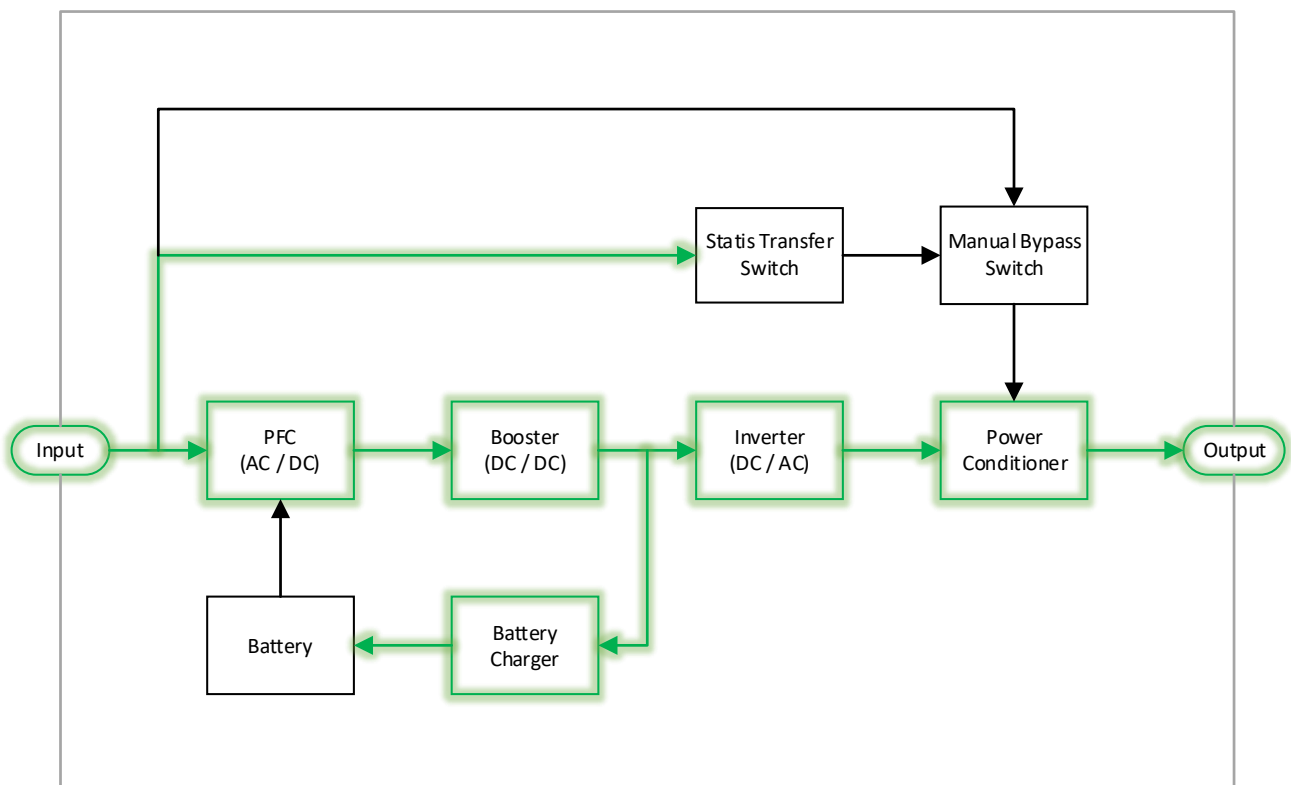 Statis Transfer
Switch
Manual Bypass
Switch
Input
PFC
(AC / DC)
Booster
(DC / DC)
Inverter
(DC / AC)
Power
Conditioner
Output
Battery
Battery
Charger